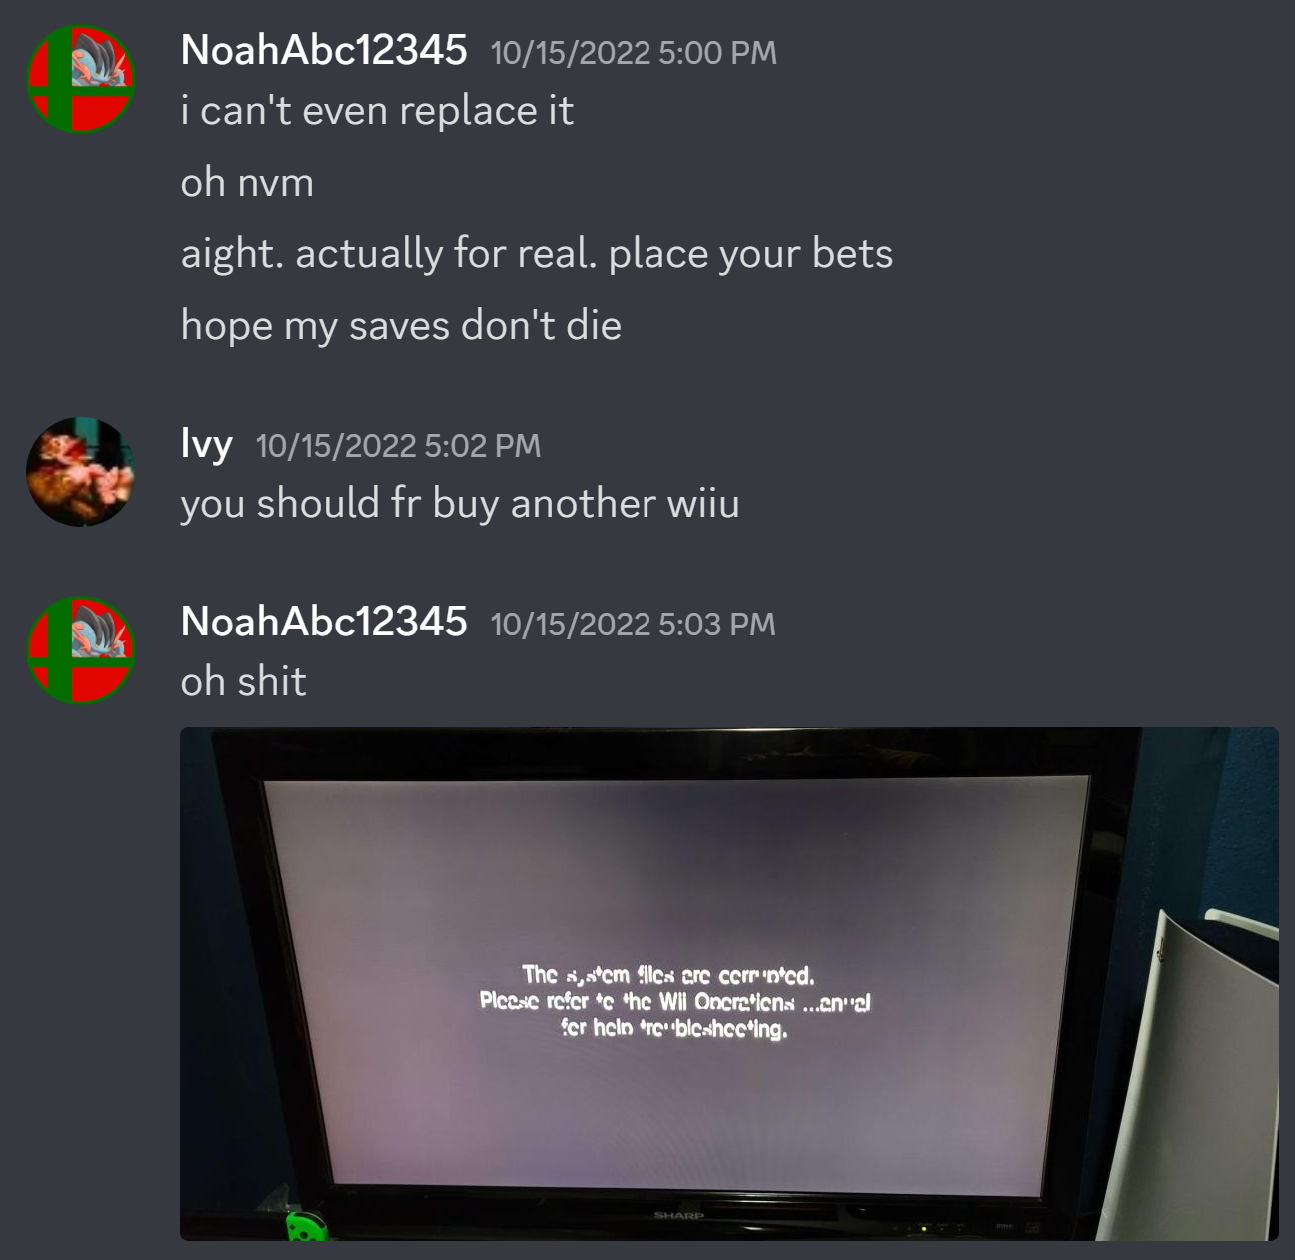 NoahAbc12345 10/15/2022 5:00 PM
i can't even replace it
oh nvm
aight. actually for real. place your bets
hope my saves don't die
Ivy 10/15/2022 5:02 PM
you should fr buy another wiiu
NoahAbc12345 10/15/2022 5:03 PM
oh shit
The system files are corrupted.
Please refer to the Wii Operations Manual
for help troubleshooting.
SHARP